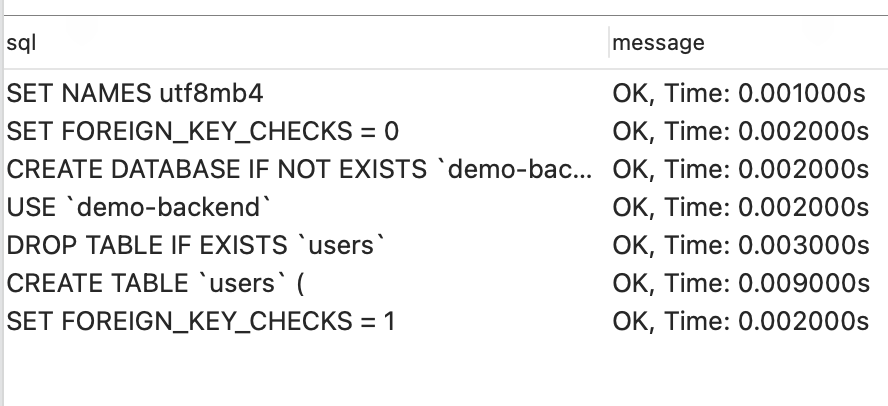 sql message
SET NAMES utf8mb4 OK, Time: 0.001000s
SET FOREIGN_KEY_CHECKS = 0 OK, Time: 0.002000s
CREATE DATABASE IF NOT EXISTS `demo-bac... OK, Time: 0.002000s
USE `demo-backend` OK, Time: 0.002000s
DROP TABLE IF EXISTS `users` OK, Time: 0.003000s
CREATE TABLE `users` ( OK, Time: 0.009000s
SET FOREIGN_KEY_CHECKS = 1 OK, Time: 0.002000s